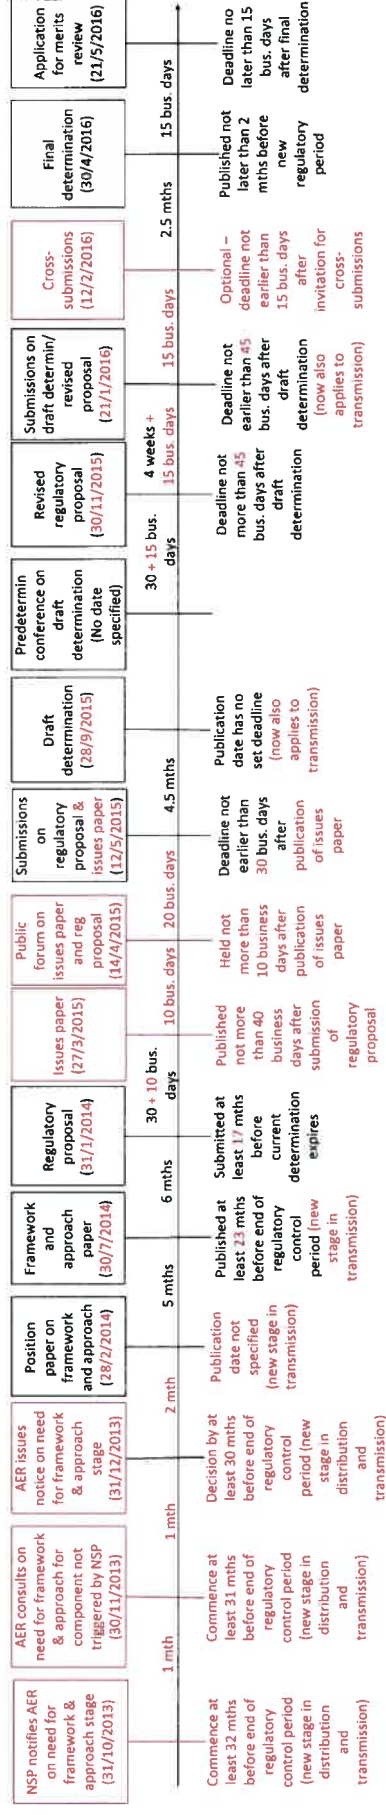 NSP notifies AER
on need for
framework &
approach stage
(31/10/2013)
AER consults on
need for framework
& approach for
component not
triggered by NSP
(30/11/2013)
AER issues
notice on need
for framework
& approach
stage
(31/12/2013)
Position
paper on
framework
and approach
(28/2/2014)
Framework
and
approach
paper
(30/7/2014)
Regulatory
proposal
(31/1/2014)
Issues paper
(27/3/2015)
Public
forum on
issues paper
and reg
proposal
(14/4/2015)
Submissions
on
regulatory
proposal &
issues paper
(12/5/2015)
Draft
determination
(28/9/2015)
Predetermin
conference on
draft
determination
(No date
specified)
Revised
regulatory
proposal
(30/11/2015)
Submissions on
draft determin/
revised
proposal
(21/1/2016)
Cross-
submissions
(12/2/2016)
Final
determination
(30/4/2016)
Application
for merits
review
(21/5/2016)
1 mth
1 mth
2 mth
5 mths
6 mths
30 + 10 bus.
days
10 bus. days
20 bus. days
4.5 mths
30 + 15 bus.
days
4 weeks +
15 bus. days
15 bus. days
2.5 mths
15 bus. days
Commence at
least 32 mths
before end of
regulatory
control period
(new stage in
distribution
and
transmission)
Commence at
least 31 mths
before end of
regulatory
control period
(new stage in
distribution
and
transmission)
Decision by at
least 30 mths
before end of
regulatory
control
period (new
stage in
distribution
and
transmission)
Publication
date not
specified
(new stage in
transmission)
Published at
least 23 mths
before end of
regulatory
control
period (new
stage in
transmission)
Submitted at
least 17 mths
before
current
determination
expires
Published
not more
than 40
business
days after
submission
of
regulatory
proposal
Held not
more than
10 business
days after
publication
of issues
paper
Deadline not
earlier than
30 bus. days
after
publication
of issues
paper
Publication
date has no
set deadline
(now also
applies to
transmission)
Deadline not
more than 45
bus. days after
draft
determination
Deadline not
earlier than 45
bus. days after
draft
determination
(now also
applies to
transmission)
Optional –
deadline not
earlier than
15 bus. days
after
invitation for
cross-
submissions
Published not
later than 2
mths before
new
regulatory
period
Deadline no
later than 15
bus. days
after final
determination